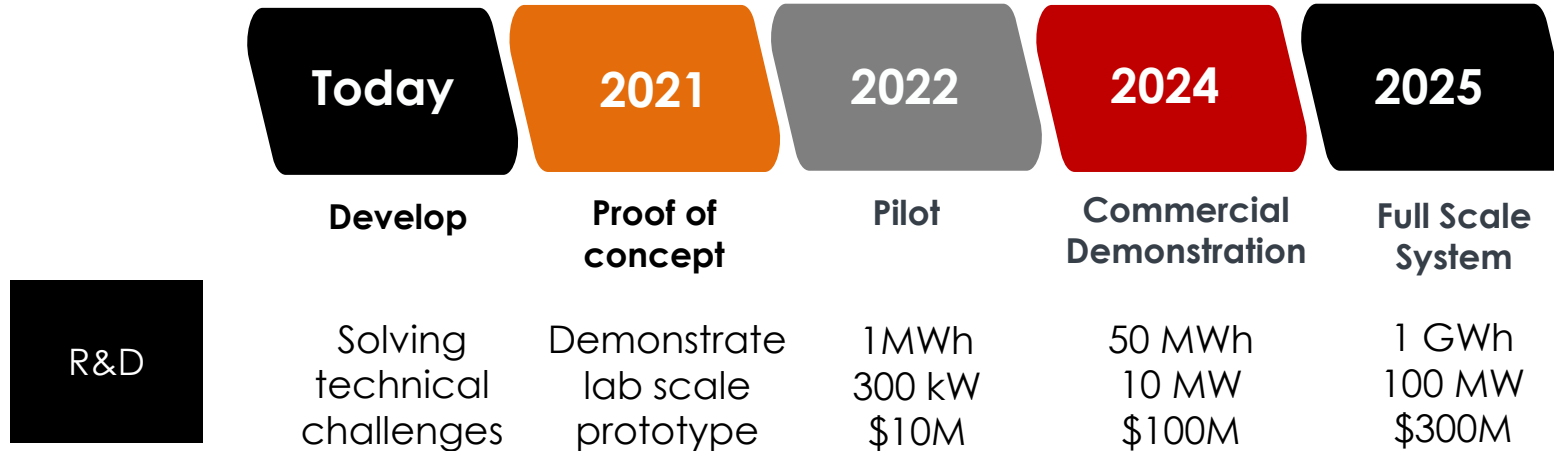 Today
2021
2022
2024
2025
Develop
Proof of
concept
Pilot
Commercial
Demonstration
Full Scale
System
R&D
Solving
technical
challenges
Demonstrate
lab scale
prototype
1MWh
300 kW
$10M
50 MWh
10 MW
$100M
1 GWh
100 MW
$300M